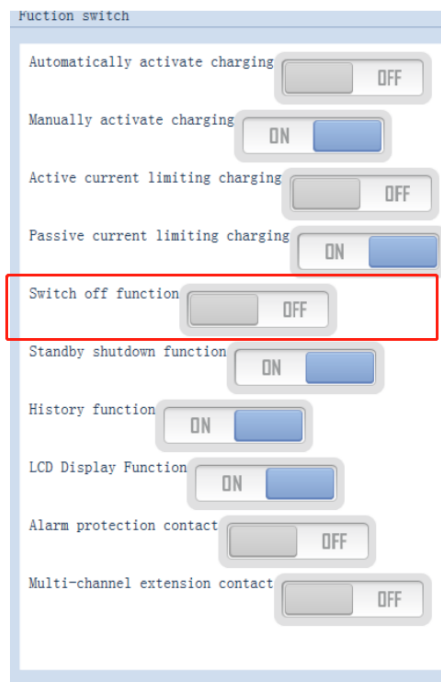 Fuction switch
Automatically activate charging OFF
Manually activate charging ON
Active current limiting charging OFF
Passive current limiting charging ON
Switch off function OFF
Standby shutdown function ON
History function ON
LCD Display Function ON
Alarm protection contact OFF
Multi-channel extension contact OFF